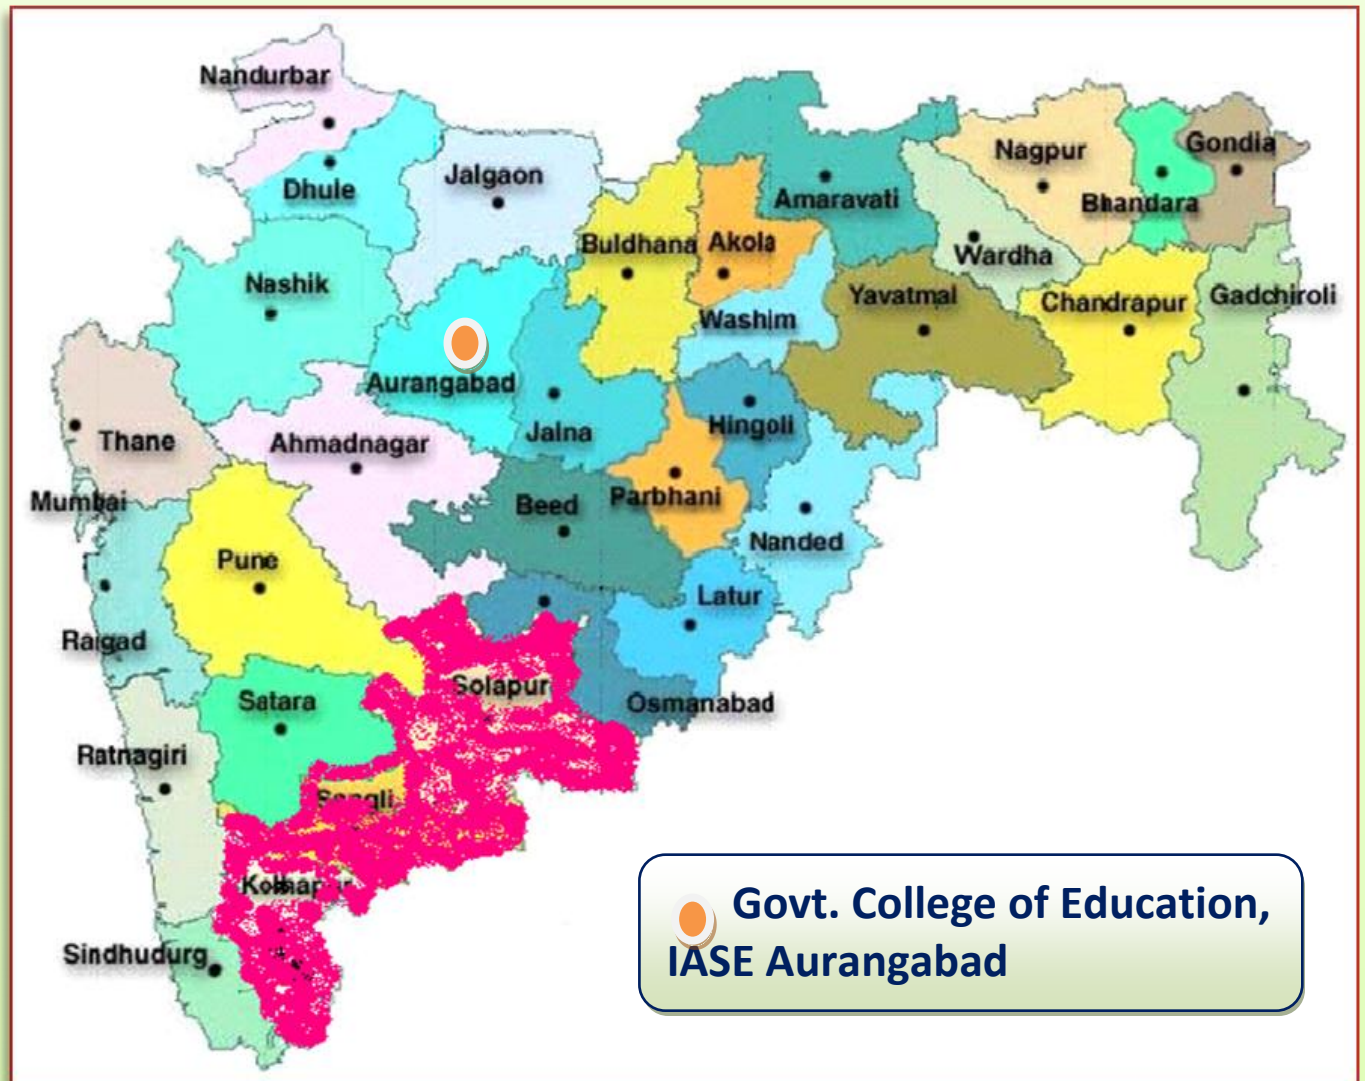 Nandurbar
Dhule
Jalgaon
Nagpur
Gondia
Amaravati
Bhandara
Buldhana
Akola
Wardha
Nashik
Washim
Yavatmal
Chandrapur
Gadchiroli
Aurangabad
Thane
Ahmadnagar
Jalna
Hingoli
Mumbai
Beed
Parbhani
Pune
Nanded
Latur
Raigad
Satara
Solapur
Osmanabad
Ratnagiri
Sangli
Kolhapur
Sindhudurg
Govt. College of Education,
IASE Aurangabad